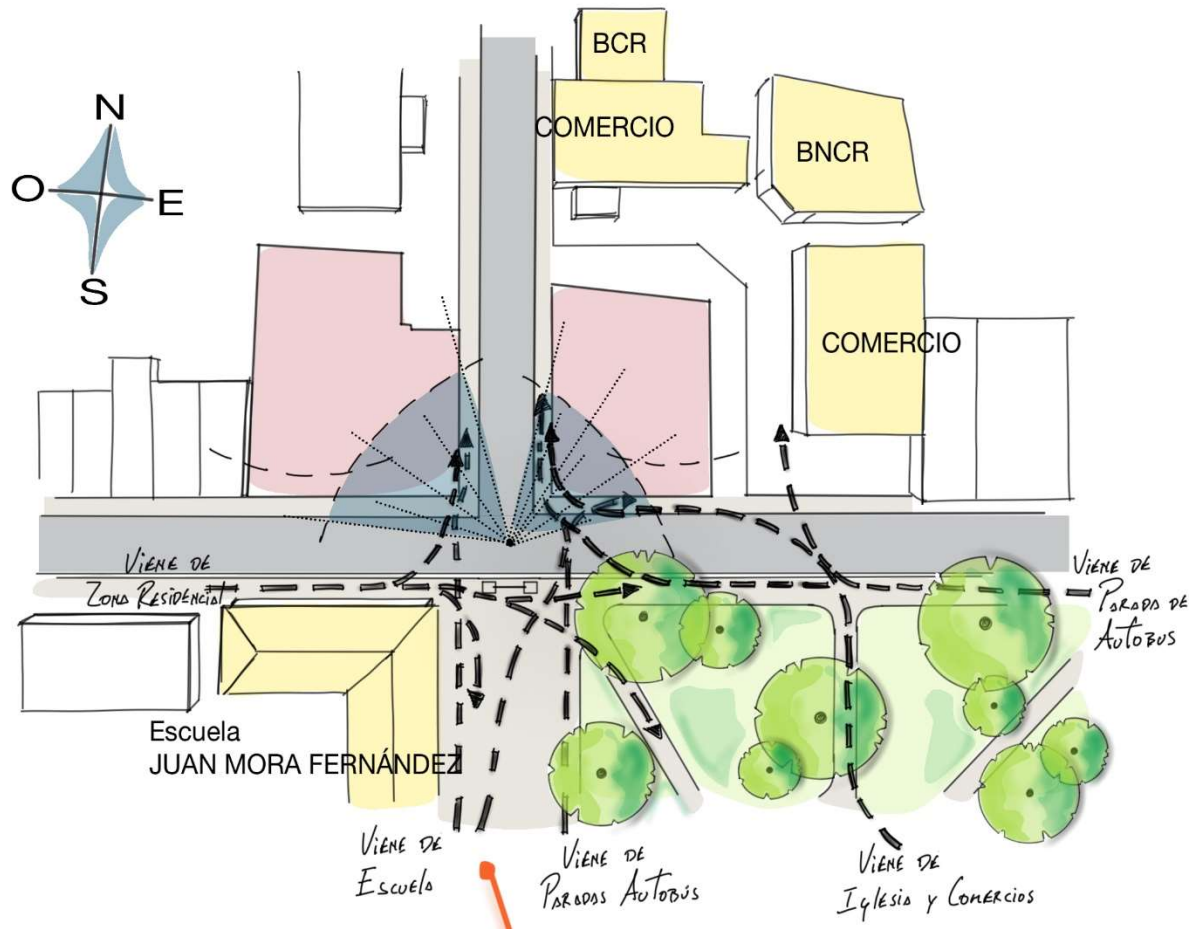 BCR
COMERCIO
BNCR
N
O
E
S
COMERCIO
VIENE DE
ZONA RESIDENCIAL
VIENE DE
PARADA DE
AUTOBUS
Escuela
JUAN MORA FERNÁNDEZ
VIENE DE
ESCUELA
VIENE DE
PARADAS AUTOBÚS
VIENE DE
IGLESIA Y COMERCIOS